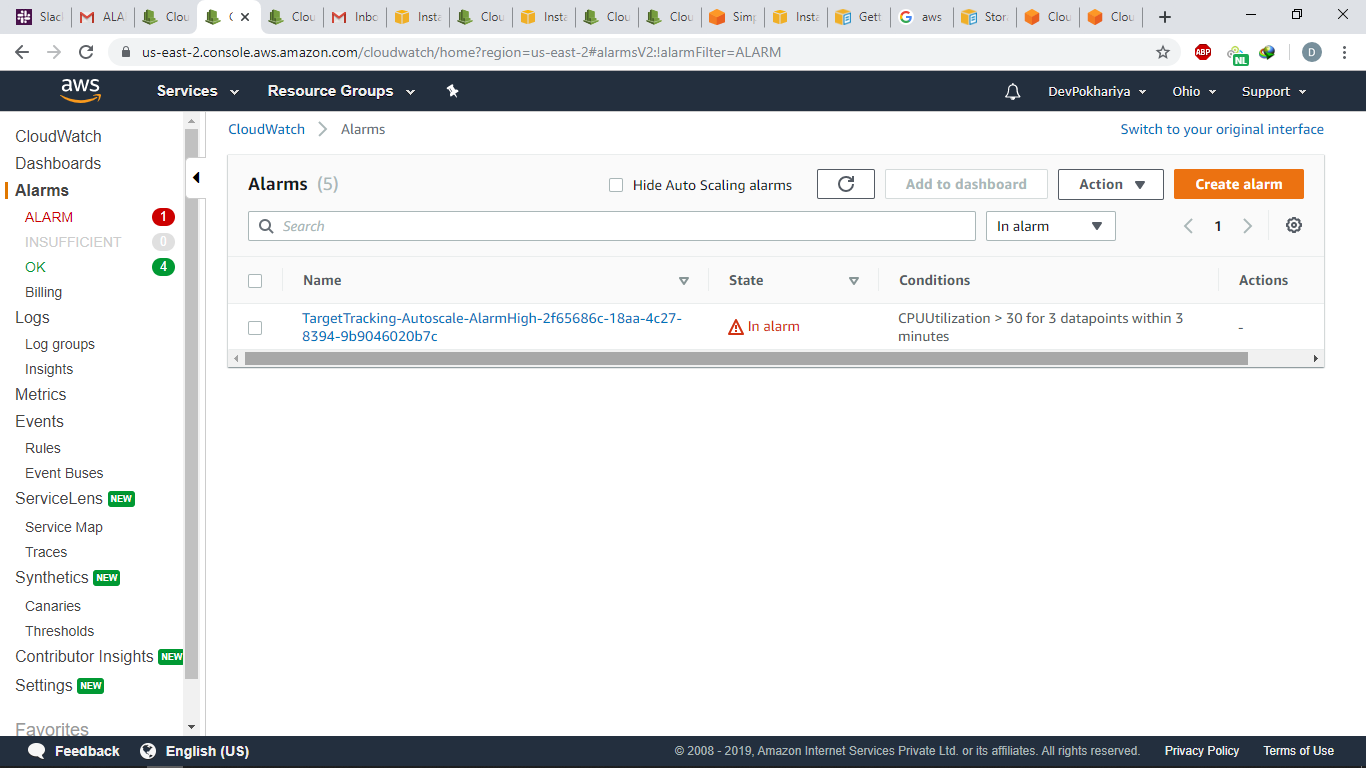 Slack
ALA
Clou
C
Clou
Inbo
Insta
Clou
Insta
Clou
Clou
Simp
Insta
Gett
aws
Stor
Clou
Clou
us-east-2.console.aws.amazon.com/cloudwatch/home?region=us-east-2#alarmsV2:!alarmFilter=ALARM
ABP
NL
D
aws
Services
Resource Groups
DevPokhariya
Ohio
Support
CloudWatch
Dashboards
Alarms
ALARM 1
INSUFFICIENT 0
OK 4
Billing
Logs
Log groups
Insights
Metrics
Events
Rules
Event Buses
ServiceLens NEW
Service Map
Traces
Synthetics NEW
Canaries
Thresholds
Contributor Insights NEW
Settings NEW
Favorites
CloudWatch Alarms
Switch to your original interface
Alarms (5)
Hide Auto Scaling alarms
Add to dashboard
Action
Create alarm
Search
In alarm
1
Name State Conditions Actions
TargetTracking-Autoscale-AlarmHigh-2f65686c-18aa-4c27-
8394-9b9046020b7c
In alarm
CPUUtilization > 30 for 3 datapoints within 3
minutes
-
Feedback
English (US)
© 2008 - 2019, Amazon Internet Services Private Ltd. or its affiliates. All rights reserved.
Privacy Policy
Terms of Use